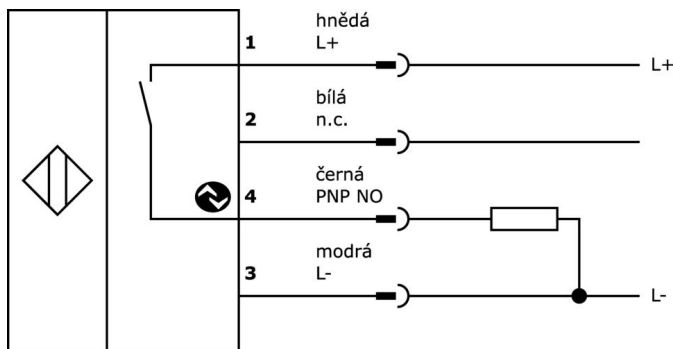 hnědá
1 L+
L+
bílá
2 n.c.
černá
4 PNP NO
modrá
3 L-
L-